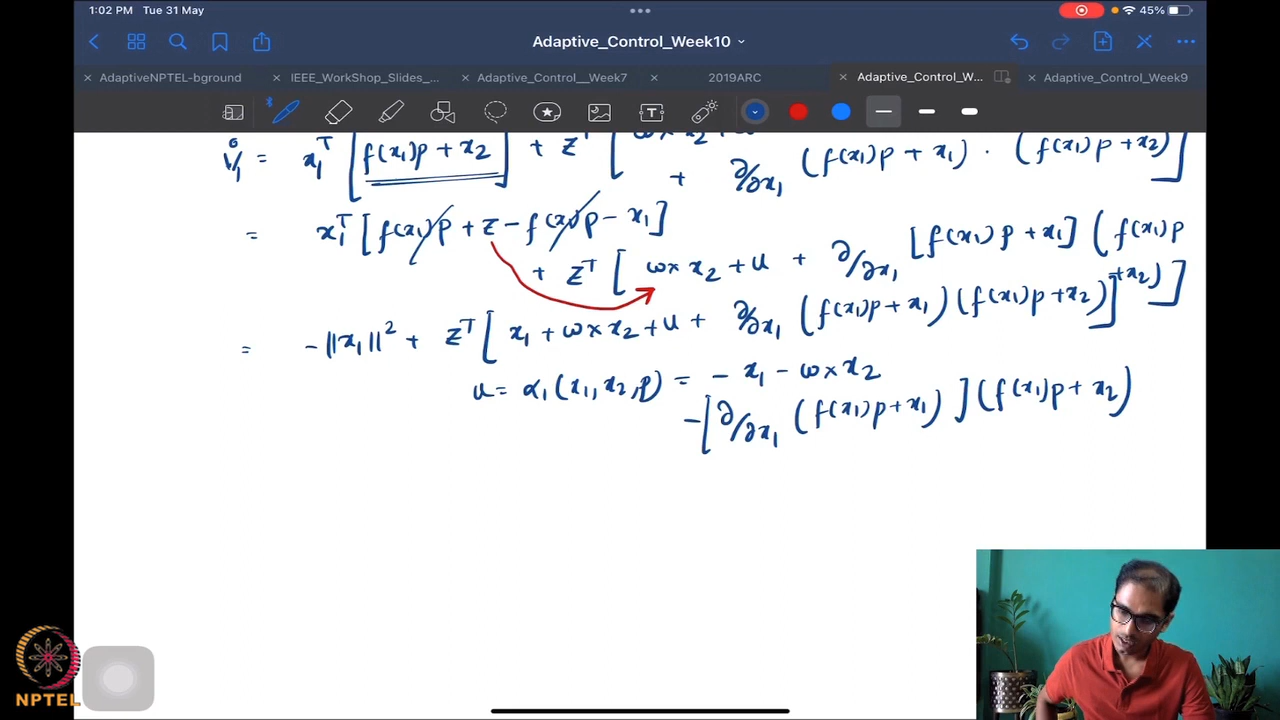 1:02 PM Tue 31 May
45%
Adaptive_Control_Week10
AdaptiveNPTEL-bground
IEEE_WorkShop_Slides_...
Adaptive_Control__Week7
2019ARC
Adaptive_Control_W...
Adaptive_Control_Week9
V̇₁ = x₁ᵀ [f(x₁)p + x₂] + zᵀ [ω × x₂ +
+ ∂/∂x₁ (f(x₁)p + x₁) · (f(x₁)p + x₂)]
= x₁ᵀ [f(x₁)p + z - f(x₁)p - x₁]
+ zᵀ [ω × x₂ + u + ∂/∂x₁ [f(x₁)p + x₁] (f(x₁)p + x₂)]
= -||x₁||² + zᵀ [x₁ + ω × x₂ + u + ∂/∂x₁ (f(x₁)p + x₁)(f(x₁)p + x₂)]
u = α₁(x₁, x₂, p) = - x₁ - ω × x₂
- [∂/∂x₁ (f(x₁)p + x₁)] (f(x₁)p + x₂)
NPTEL